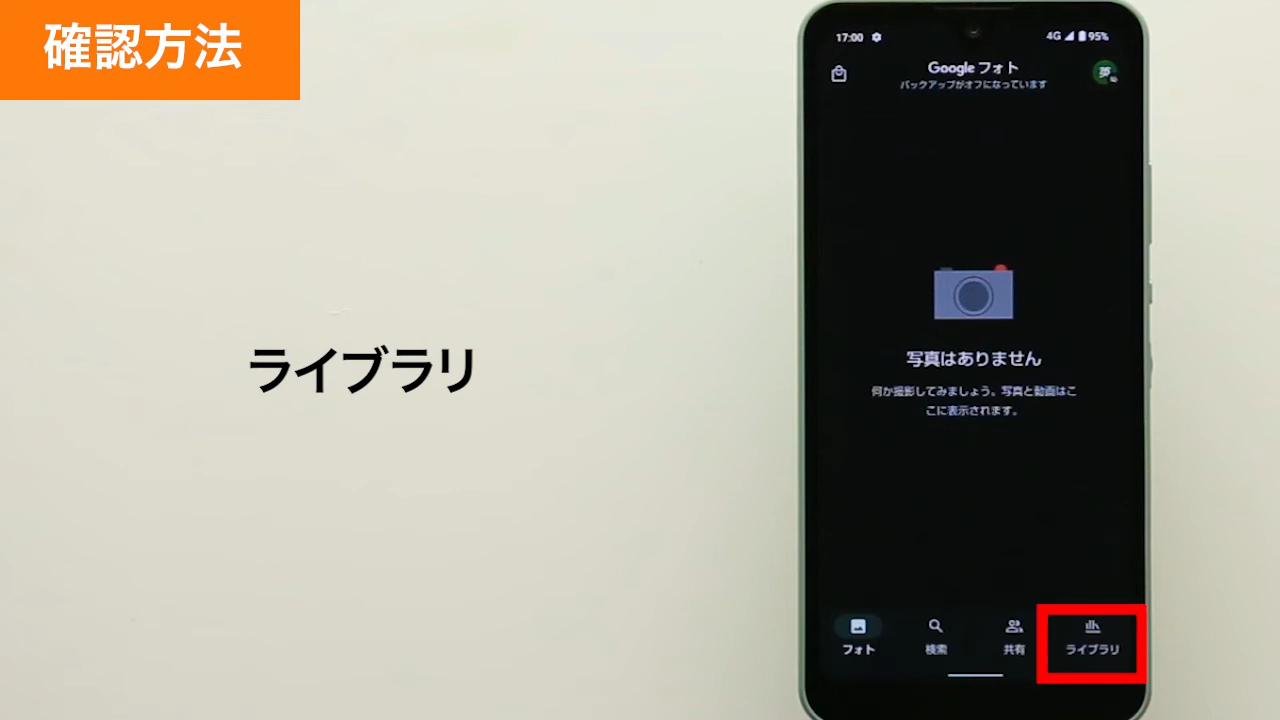 確認方法
ライブラリ
17:00
4G 95%
Google フォト
バックアップがオフになっています
写真はありません
何か撮影してみましょう。写真と動画はこ
こに表示されます。
フォト 検索 共有 ライブラリ